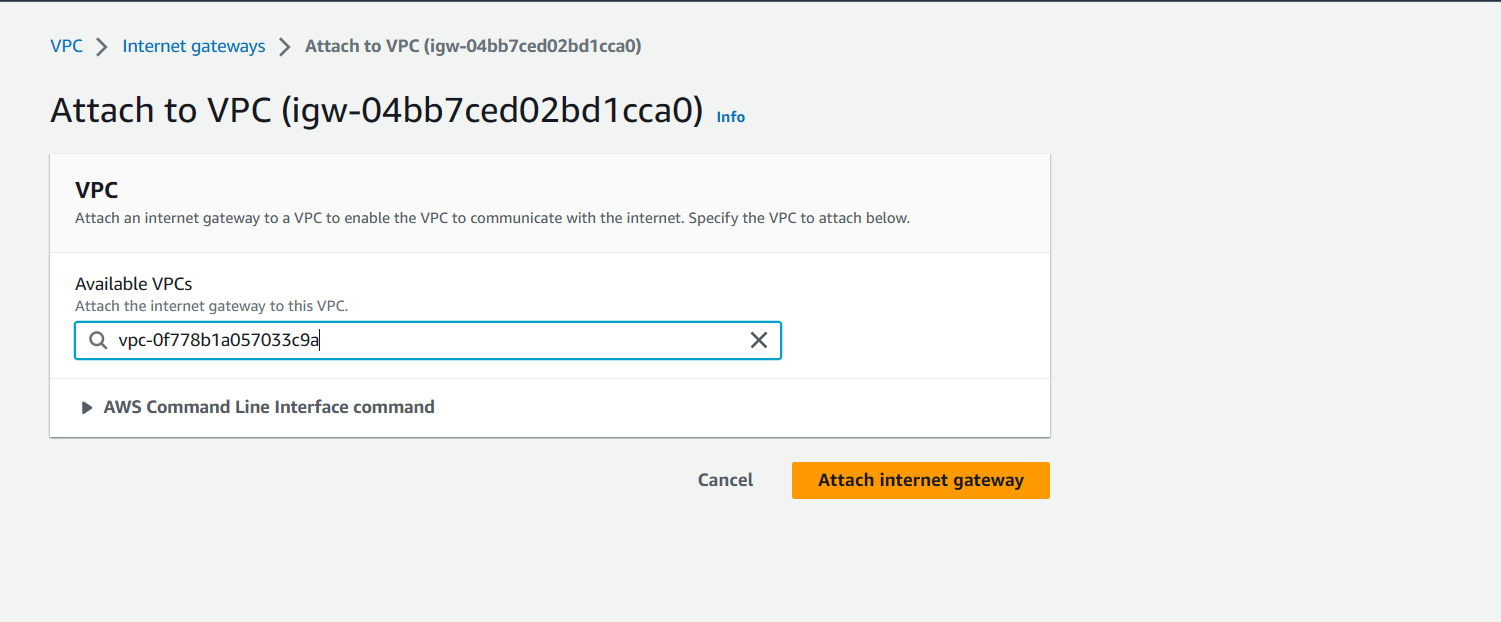 VPC > Internet gateways > Attach to VPC (igw-04bb7ced02bd1cca0)
Attach to VPC (igw-04bb7ced02bd1cca0) Info
VPC
Attach an internet gateway to a VPC to enable the VPC to communicate with the internet. Specify the VPC to attach below.
Available VPCs
Attach the internet gateway to this VPC.
vpc-0f778b1a057033c9a
AWS Command Line Interface command
Cancel Attach internet gateway